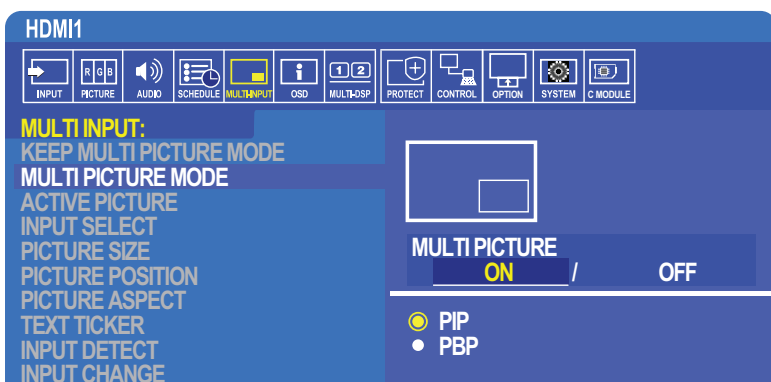 HDMI1
R G B
1 2
INPUT PICTURE AUDIO SCHEDULE MULTI-INPUT OSD MULTI-DSP PROTECT CONTROL OPTION SYSTEM C MODULE
MULTI INPUT:
KEEP MULTI PICTURE MODE
MULTI PICTURE MODE
ACTIVE PICTURE
INPUT SELECT
PICTURE SIZE
PICTURE POSITION
PICTURE ASPECT
TEXT TICKER
INPUT DETECT
INPUT CHANGE
MULTI PICTURE
ON / OFF
PIP
PBP